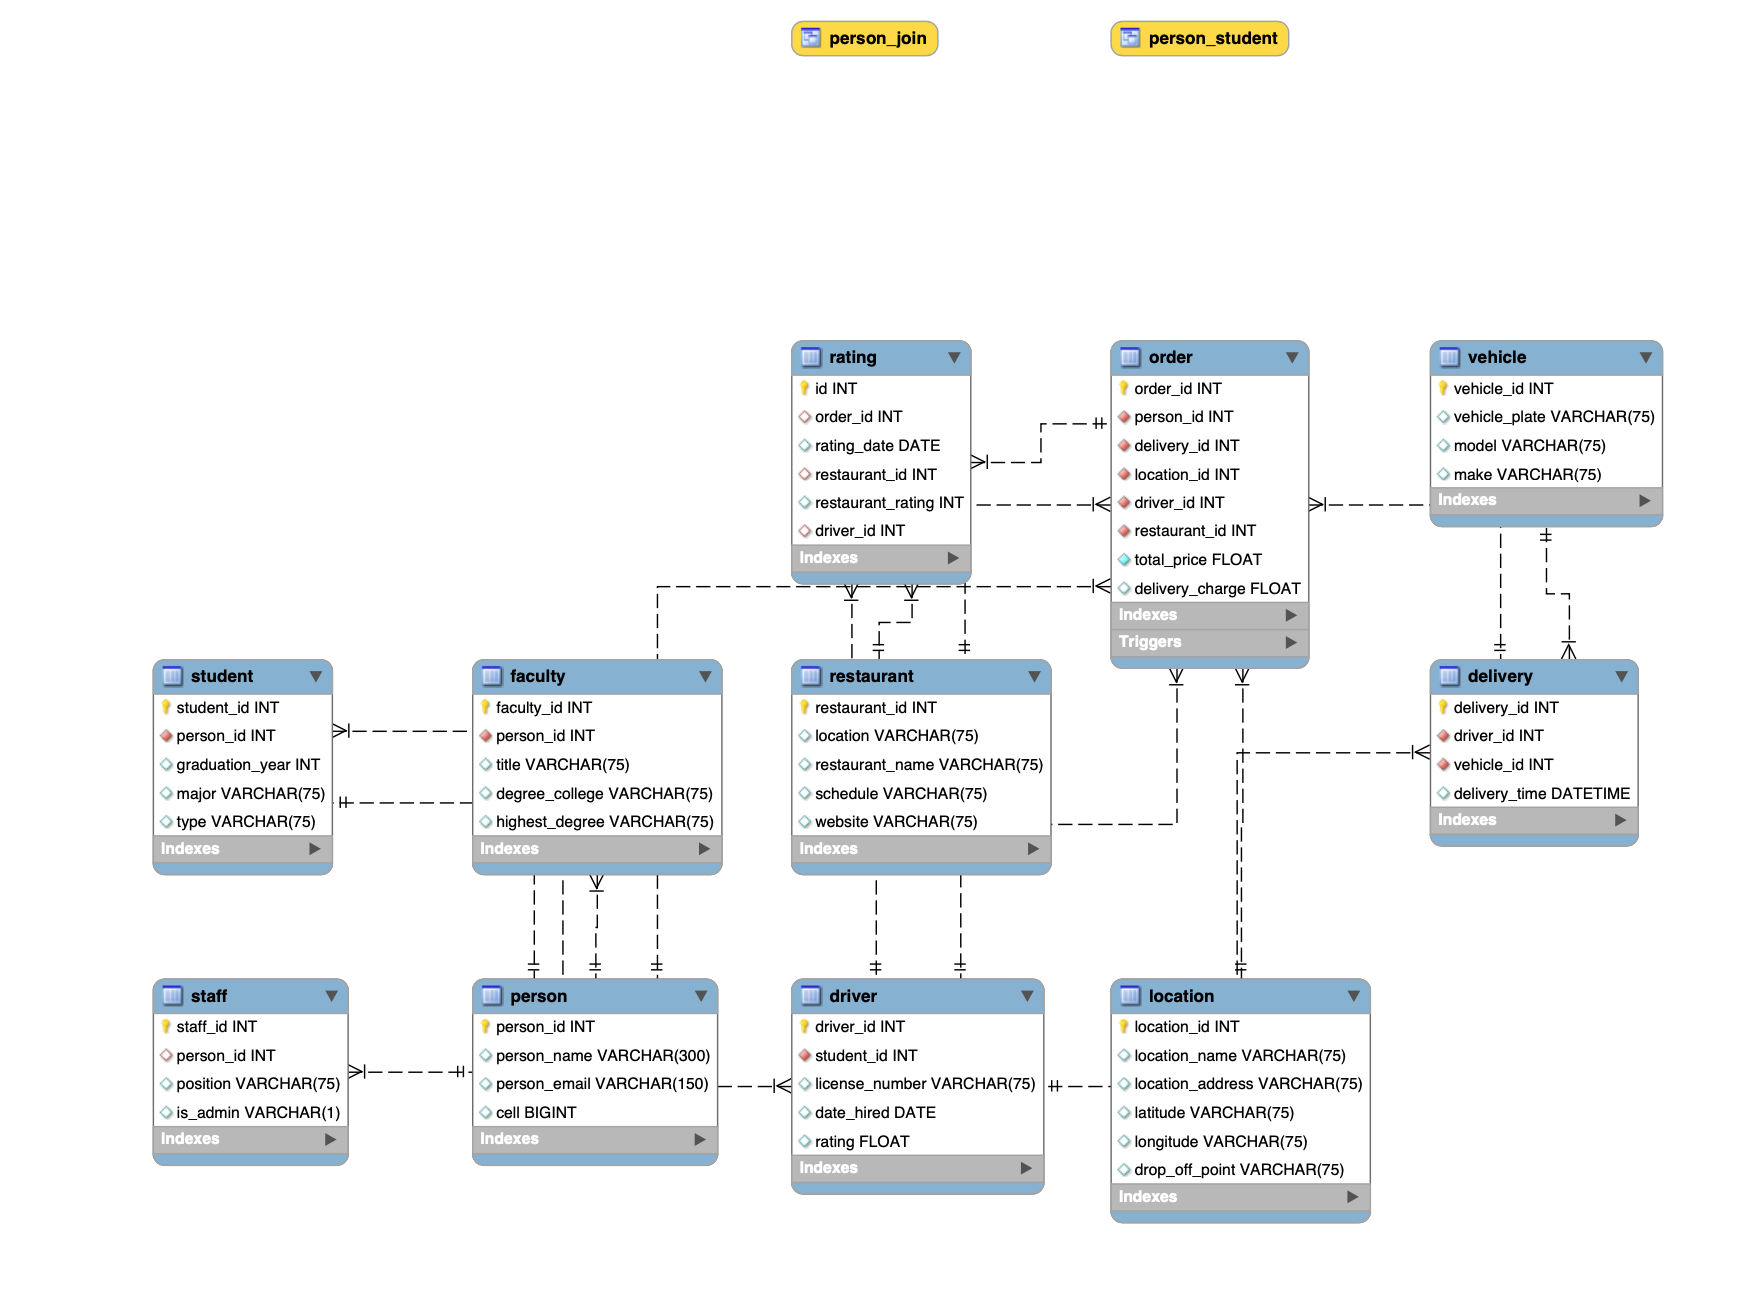 person_join
person_student
rating
id INT
order_id INT
rating_date DATE
restaurant_id INT
restaurant_rating INT
driver_id INT
Indexes
order
order_id INT
person_id INT
delivery_id INT
location_id INT
driver_id INT
restaurant_id INT
total_price FLOAT
delivery_charge FLOAT
Indexes
Triggers
vehicle
vehicle_id INT
vehicle_plate VARCHAR(75)
model VARCHAR(75)
make VARCHAR(75)
Indexes
student
student_id INT
person_id INT
graduation_year INT
major VARCHAR(75)
type VARCHAR(75)
Indexes
faculty
faculty_id INT
person_id INT
title VARCHAR(75)
degree_college VARCHAR(75)
highest_degree VARCHAR(75)
Indexes
restaurant
restaurant_id INT
location VARCHAR(75)
restaurant_name VARCHAR(75)
schedule VARCHAR(75)
website VARCHAR(75)
Indexes
delivery
delivery_id INT
driver_id INT
vehicle_id INT
delivery_time DATETIME
Indexes
staff
staff_id INT
person_id INT
position VARCHAR(75)
is_admin VARCHAR(1)
Indexes
person
person_id INT
person_name VARCHAR(300)
person_email VARCHAR(150)
cell BIGINT
Indexes
driver
driver_id INT
student_id INT
license_number VARCHAR(75)
date_hired DATE
rating FLOAT
Indexes
location
location_id INT
location_name VARCHAR(75)
location_address VARCHAR(75)
latitude VARCHAR(75)
longitude VARCHAR(75)
drop_off_point VARCHAR(75)
Indexes